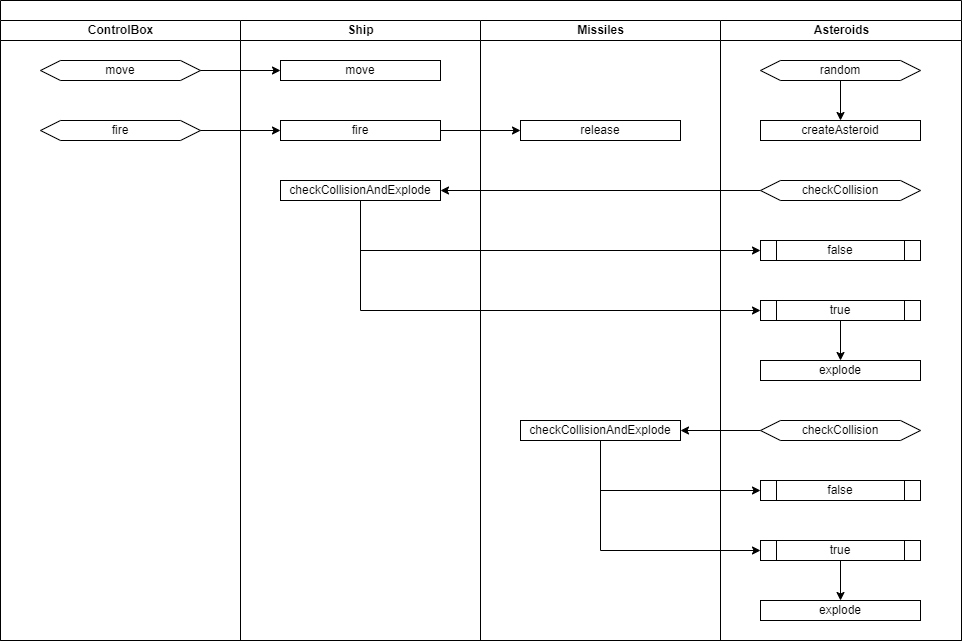 ControlBox Ship Missiles Asteroids
move move random
fire fire release createAsteroid
checkCollisionAndExplode checkCollision
false
true
explode
checkCollisionAndExplode checkCollision
false
true
explode